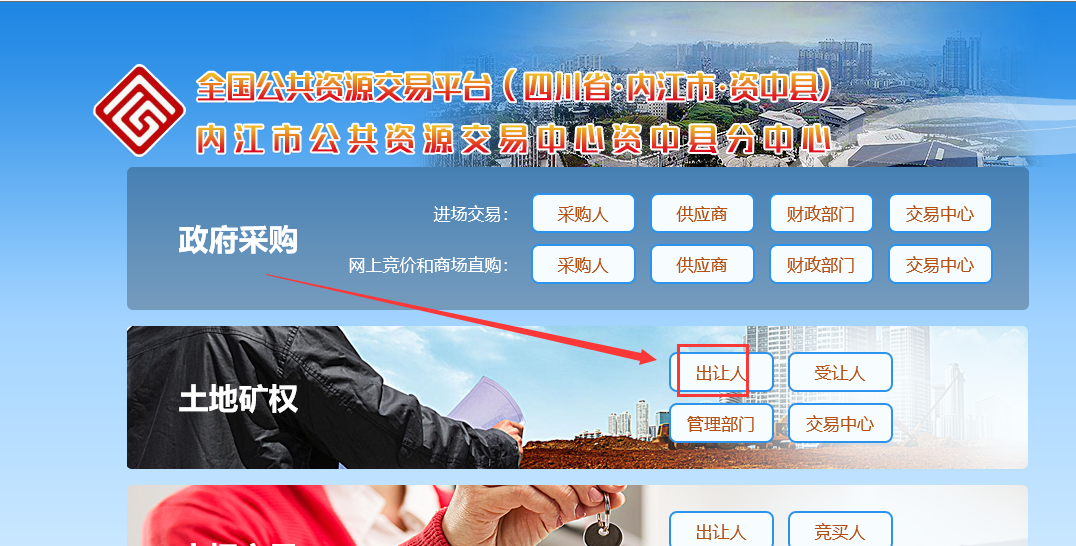 全国公共资源交易平台（四川省·内江市·资中县）
内江市公共资源交易中心资中县分中心
政府采购
进场交易： 采购人 供应商 财政部门 交易中心
网上竞价和商场直购： 采购人 供应商 财政部门 交易中心
土地矿权
出让人 受让人
管理部门 交易中心
出让人 竞买人